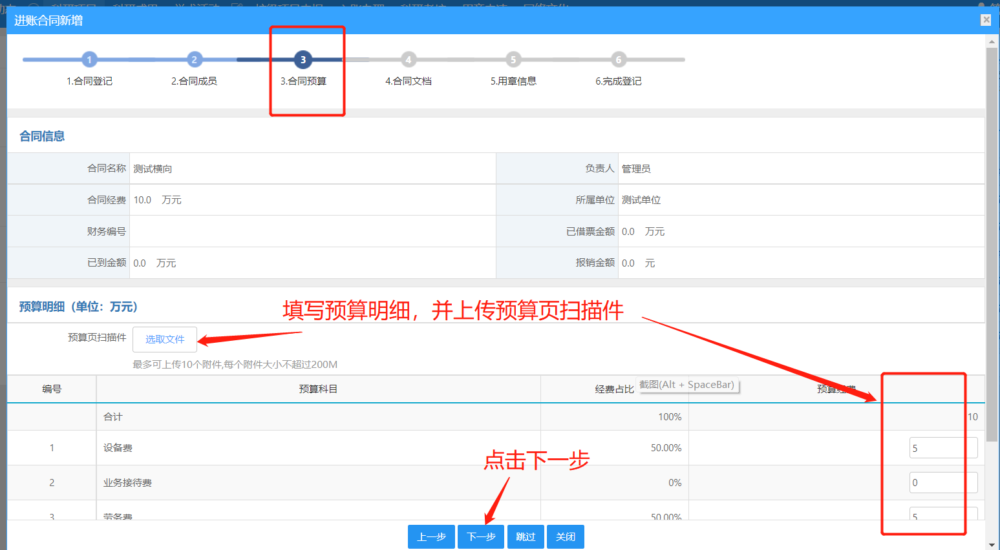 进账合同新增
1 2 3 4 5 6
1.合同登记 2.合同成员 3.合同预算 4.合同文档 5.用章信息 6.完成登记
合同信息
合同名称 测试横向 负责人 管理员
合同经费 10.0 万元 所属单位 测试单位
财务编号 已借票金额 0.0 万元
已到金额 0.0 万元 报销金额 0.0 元
预算明细（单位：万元）
填写预算明细，并上传预算页扫描件
预算页扫描件 选取文件
最多可上传10个附件,每个附件大小不超过200M
编号 预算科目 经费占比 截图(Alt + SpaceBar) 预算经费
合计 100% 10
1 设备费 50.00% 5
点击下一步
2 业务接待费 0% 0
3 劳务费 50.00% 5
上一步 下一步 跳过 关闭